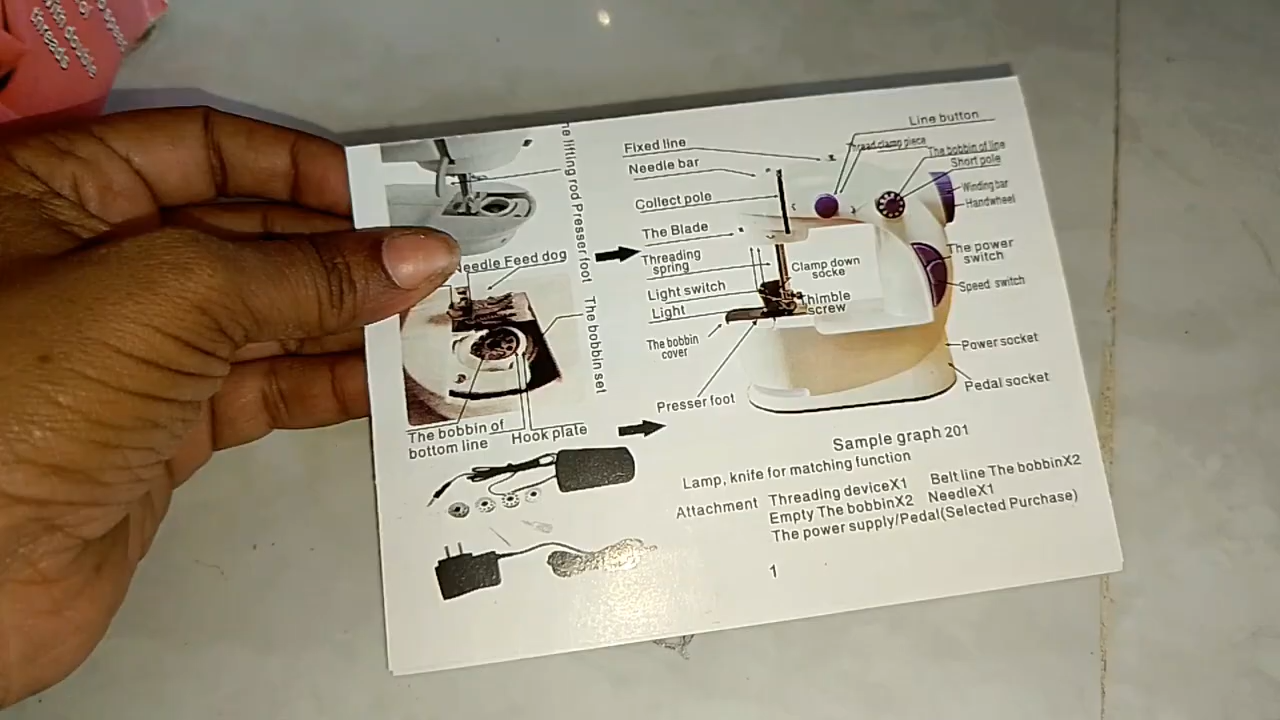 The lifting rod Presser foot The bobbin set
Needle Feed dog
The bobbin of
bottom line
Hook plate
Fixed line
Needle bar
Collect pole
The Blade
Threading
spring
Light switch
Light
The bobbin
cover
Presser foot
Line button
Thread clamp piece
The bobbin of line
Short pole
Winding bar
Handwheel
The power
switch
Speed switch
Clamp down
socke
Thimble
screw
Power socket
Pedal socket
Sample graph 201
Lamp, knife for matching function
Attachment Threading deviceX1 Belt line The bobbinX2
Empty The bobbinX2 NeedleX1
The power supply/Pedal(Selected Purchase)
1